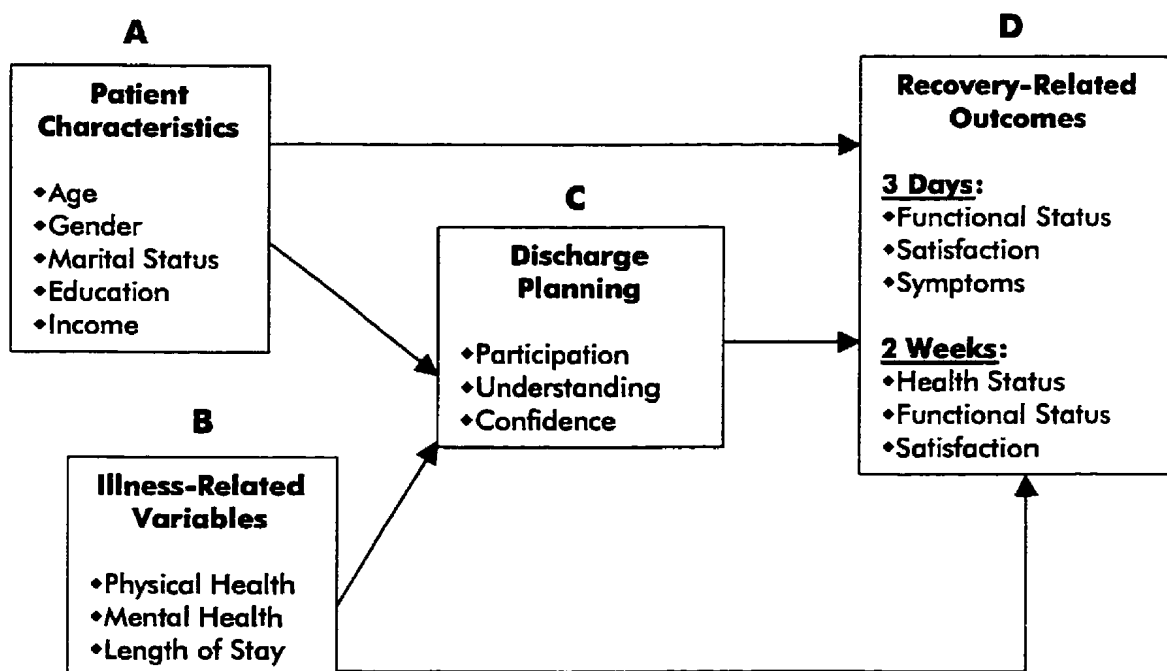 A
Patient
Characteristics
◆Age
◆Gender
◆Marital Status
◆Education
◆Income
B
Illness-Related
Variables
◆Physical Health
◆Mental Health
◆Length of Stay
C
Discharge
Planning
◆Participation
◆Understanding
◆Confidence
D
Recovery-Related
Outcomes
3 Days:
◆Functional Status
◆Satisfaction
◆Symptoms
2 Weeks:
◆Health Status
◆Functional Status
◆Satisfaction